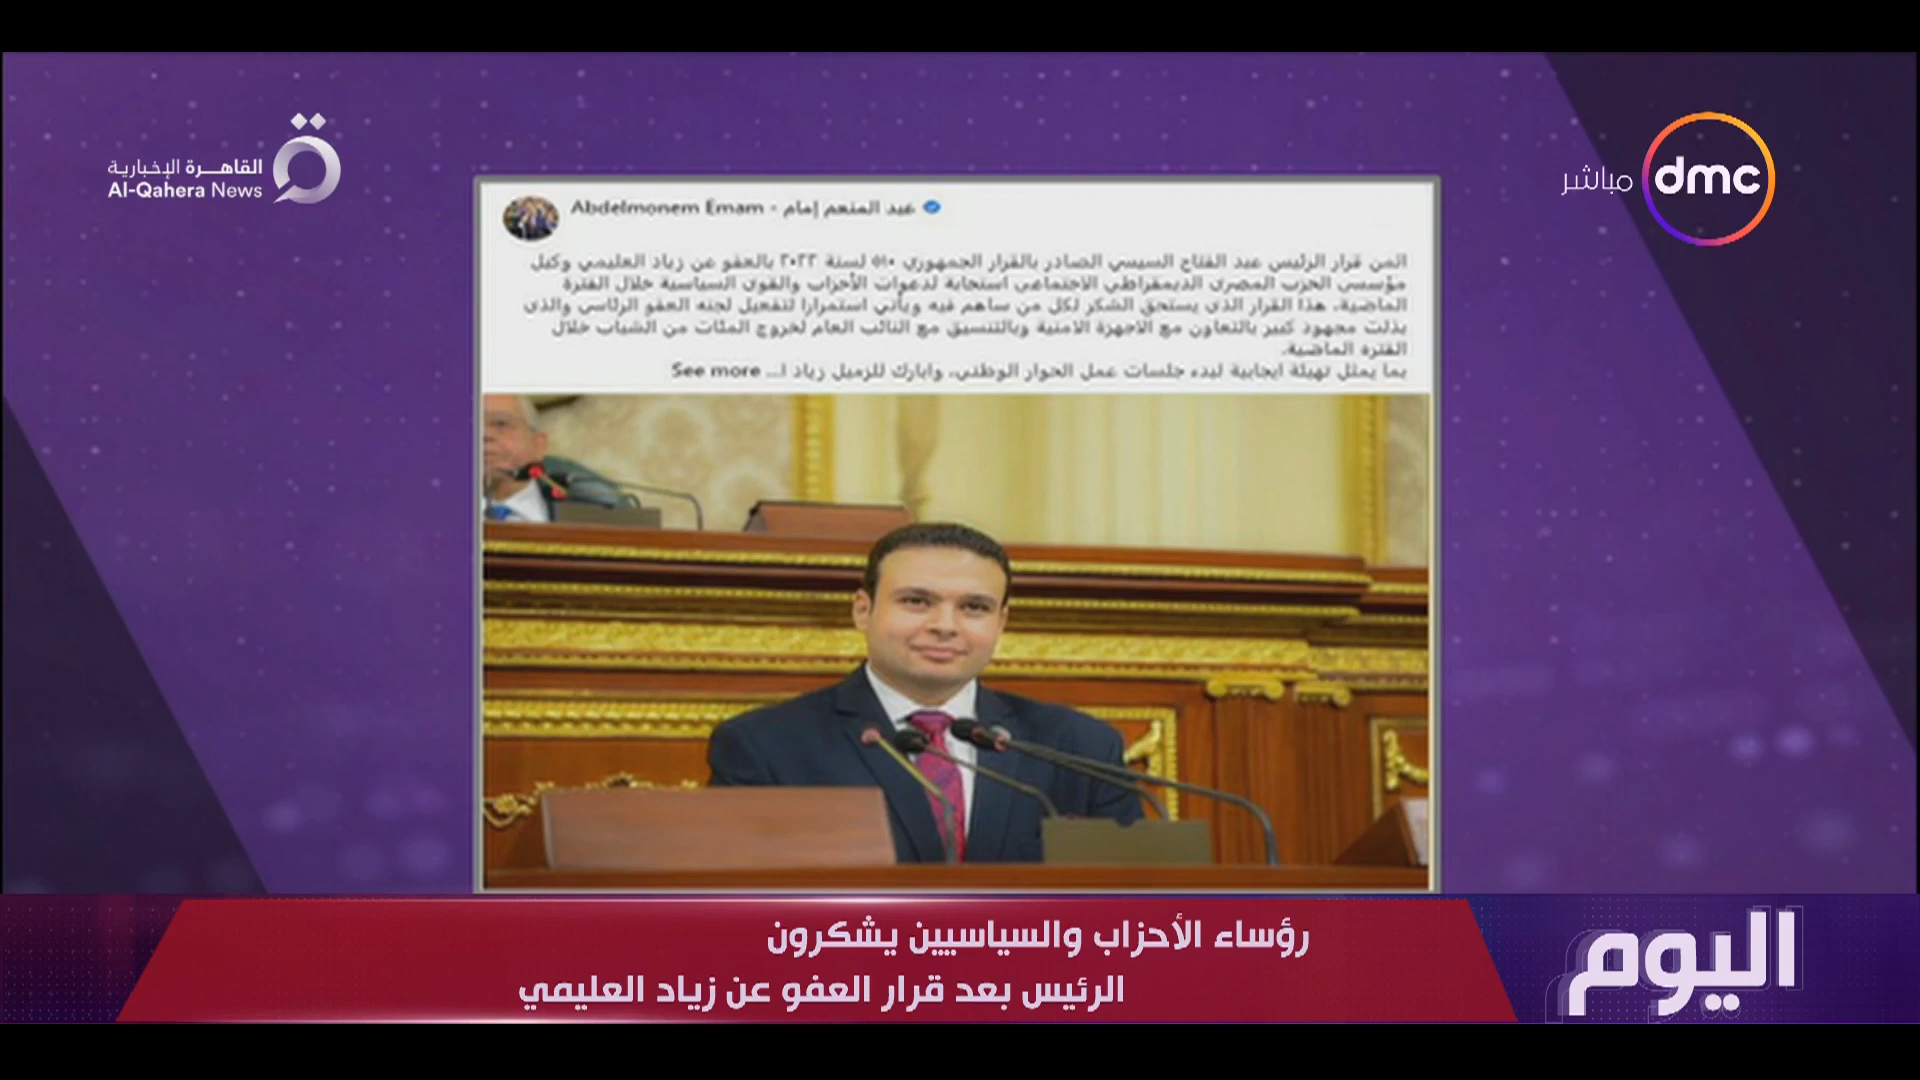 القاهرة الإخبارية
Al-Qahera News
dmc
مباشر
Abdelmonem Emam - عبد المنعم إمام
ثمن قرار الرئيس عبد الفتاح السيسي الصادر بالقرار الجمهوري ٥١٠ لسنة ٢٠٢٢ بالعفو عن زياد العليمي وكيل
مؤسسي الحزب المصري الديمقراطي الاجتماعي استجابة لدعوات الأحزاب والقوى السياسية خلال الفترة
الماضية، هذا القرار الذي يستحق الشكر لكل من ساهم فيه ويأتي استمرارا لتفعيل لجنه العفو الرئاسي والذى
بذلت مجهود كبير بالتعاون مع الاجهزة الامنية وبالتنسيق مع النائب العام لخروج المئات من الشباب خلال
الفتره الماضية.
بما يمثل تهيئة ايجابية لبدء جلسات عمل الحوار الوطني، وابارك للزميل زياد ا... See more
رؤساء الأحزاب والسياسيين يشكرون
الرئيس بعد قرار العفو عن زياد العليمي
اليوم